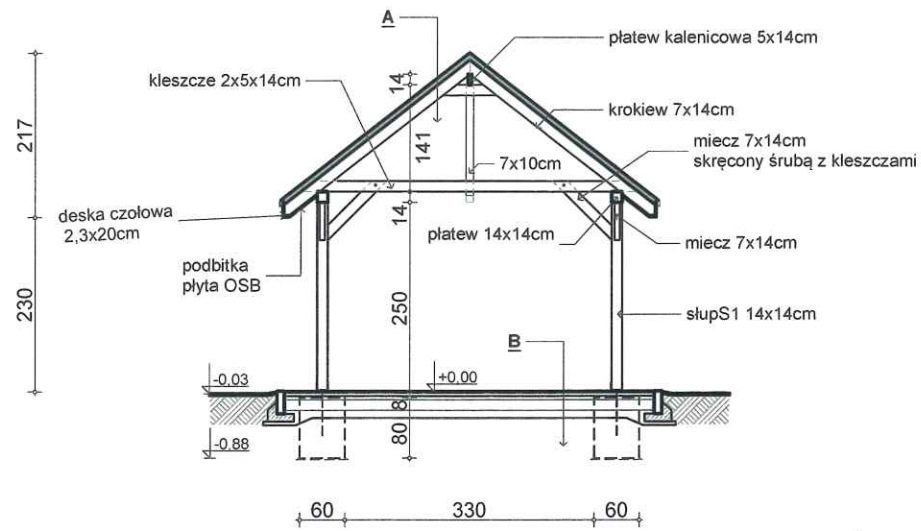 A
płatew kalenicowa 5x14cm
kleszcze 2x5x14cm
krokiew 7x14cm
miecz 7x14cm
skręcony śrubą z kleszczami
7x10cm
14
141
14
217
deska czołowa
2,3x20cm
płatew 14x14cm
miecz 7x14cm
podbitka
płyta OSB
230
250
słupS1 14x14cm
B
-0,03
+0,00
8
80
-0.88
60
330
60